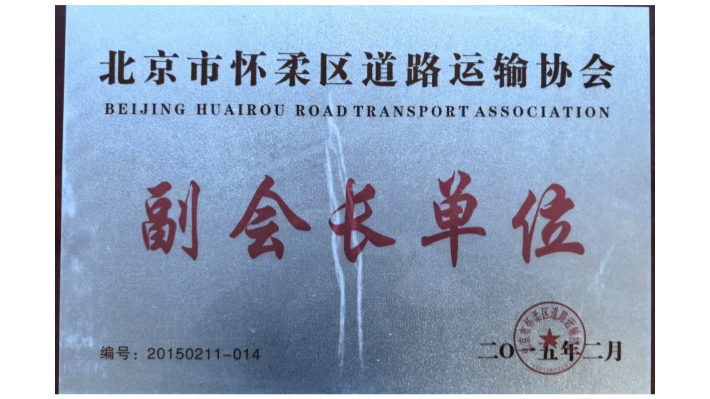 北京市怀柔区道路运输协会
BEIJING HUAIROU ROAD TRANSPORT ASSOCIATION
副会长单位
编号：20150211-014
二〇一五年二月